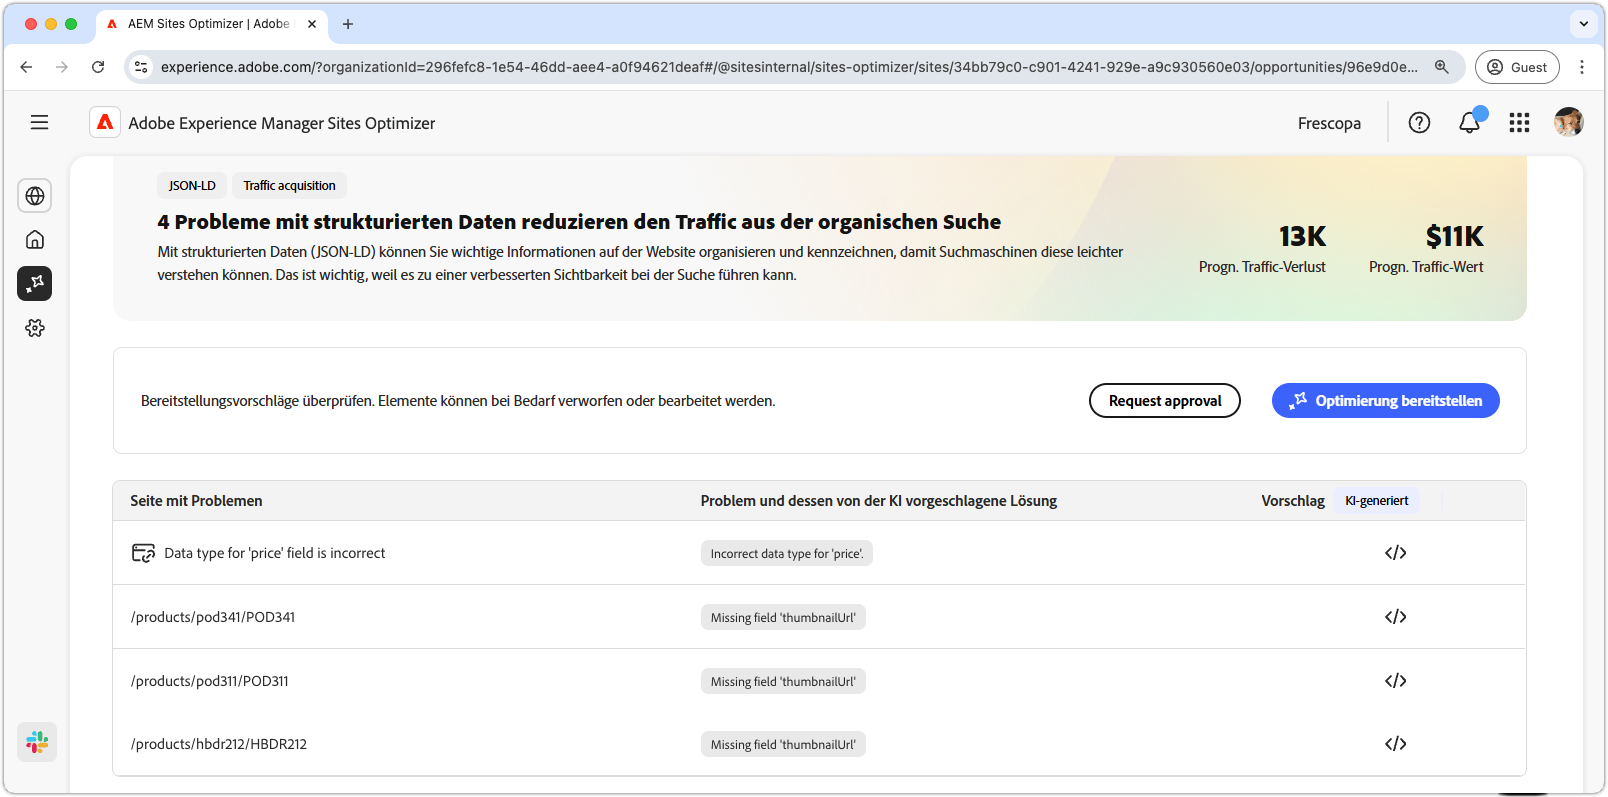 AEM Sites Optimizer | Adobe
experience.adobe.com/?organizationId=296fefc8-1e54-46dd-aee4-a0f94621deaf#/@sitesinternal/sites-optimizer/sites/34bb79c0-c901-4241-929e-a9c930560e03/opportunities/96e9d0e...
Guest
Adobe Experience Manager Sites Optimizer
Frescopa
JSON-LD
Traffic acquisition
4 Probleme mit strukturierten Daten reduzieren den Traffic aus der organischen Suche
Mit strukturierten Daten (JSON-LD) können Sie wichtige Informationen auf der Website organisieren und kennzeichnen, damit Suchmaschinen diese leichter
verstehen können. Das ist wichtig, weil es zu einer verbesserten Sichtbarkeit bei der Suche führen kann.
13K
Progn. Traffic-Verlust
$11K
Progn. Traffic-Wert
Bereitstellungsvorschläge überprüfen. Elemente können bei Bedarf verworfen oder bearbeitet werden.
Request approval
Optimierung bereitstellen
Seite mit Problemen
Problem und dessen von der KI vorgeschlagene Lösung
Vorschlag
KI-generiert
Data type for 'price' field is incorrect
Incorrect data type for 'price'.
/products/pod341/POD341
Missing field 'thumbnailUrl'
/products/pod311/POD311
Missing field 'thumbnailUrl'
/products/hbdr212/HBDR212
Missing field 'thumbnailUrl'